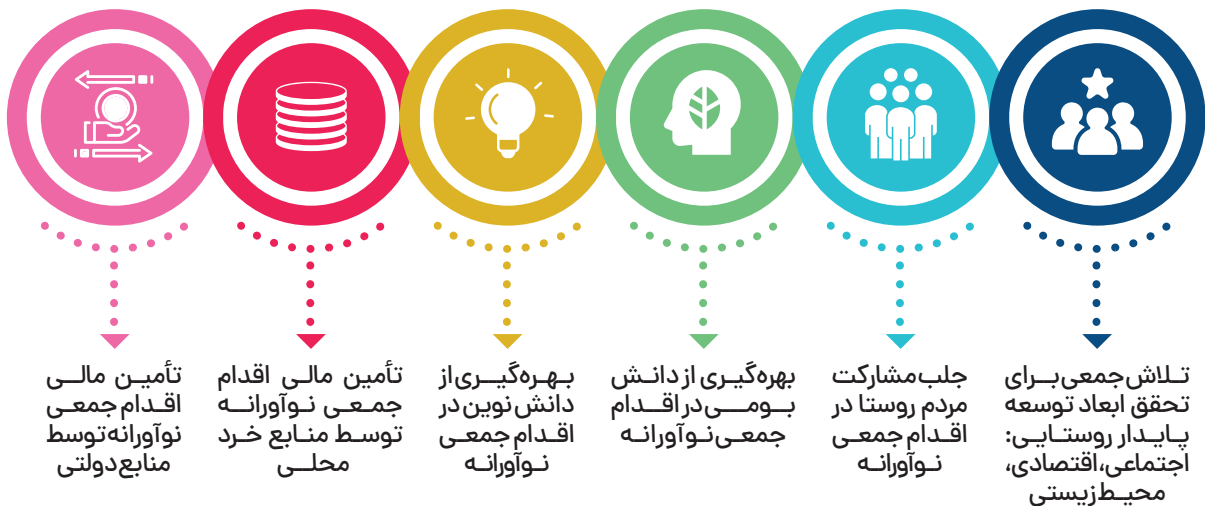 تلاش جمعی برای
تحقق ابعاد توسعه
پایدار روستایی:
اجتماعی، اقتصادی،
محیط‌زیستی
جلب مشارکت
مردم روستا در
اقدام جمعی
نوآورانه
بهره‌گیری از دانش
بومی در اقدام
جمعی نوآورانه
بهره‌گیری از
دانش نوین در
اقدام جمعی
نوآورانه
تأمین مالی اقدام
جمعی نوآورانه
توسط منابع خرد
محلی
تأمین مالی
اقدام جمعی
نوآورانه توسط
منابع دولتی